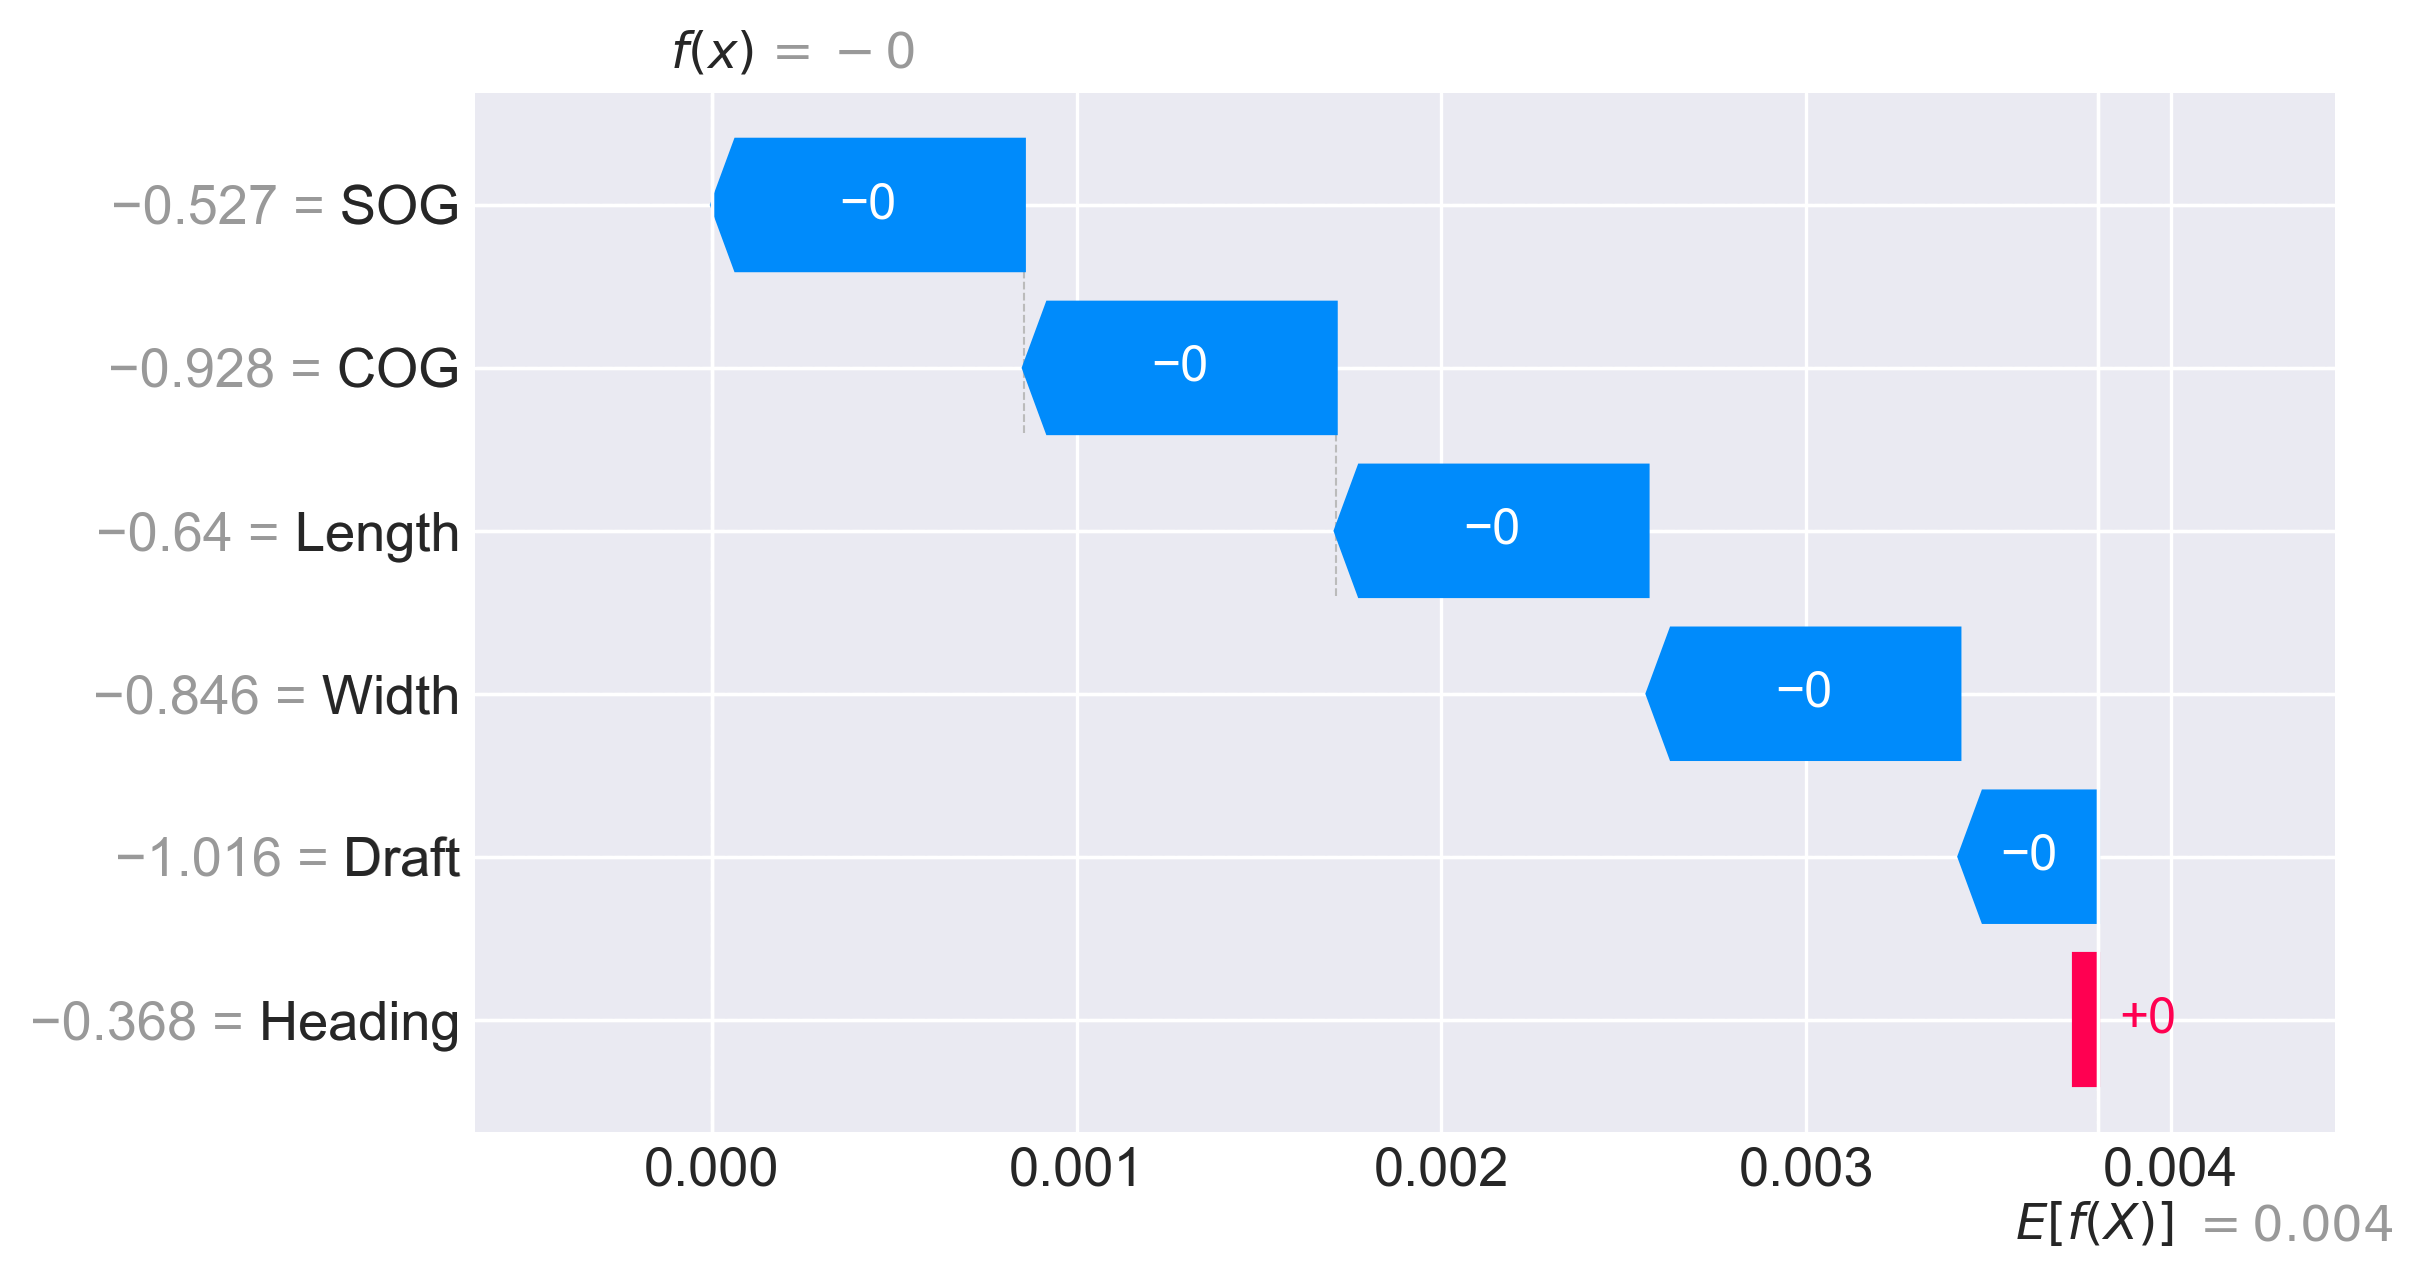 f(x) = − 0
−0.527 = SOG
−0
−0.928 = COG
−0
−0.64 = Length
−0
−0.846 = Width
−0
−1.016 = Draft
−0
−0.368 = Heading
+0
0.000 0.001 0.002 0.003 0.004
E[f(X)] = 0.004